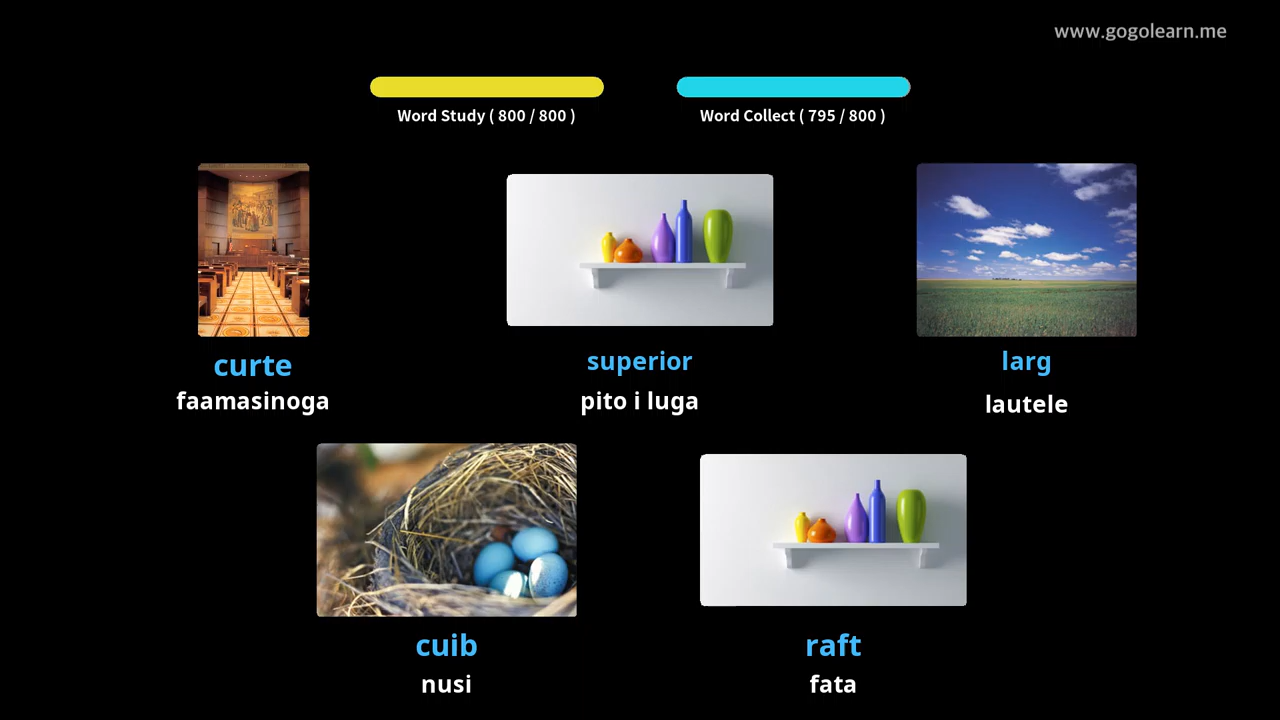 www.gogolearn.me
Word Study ( 800 / 800 )
Word Collect ( 795 / 800 )
curte
faamasinoga
superior
pito i luga
larg
lautele
cuib
nusi
raft
fata